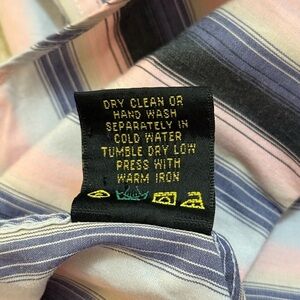 DRY CLEAN OR
HAND WASH
SEPARATELY IN
COLD WATER
TUMBLE DRY LOW
PRESS WITH
WARM IRON